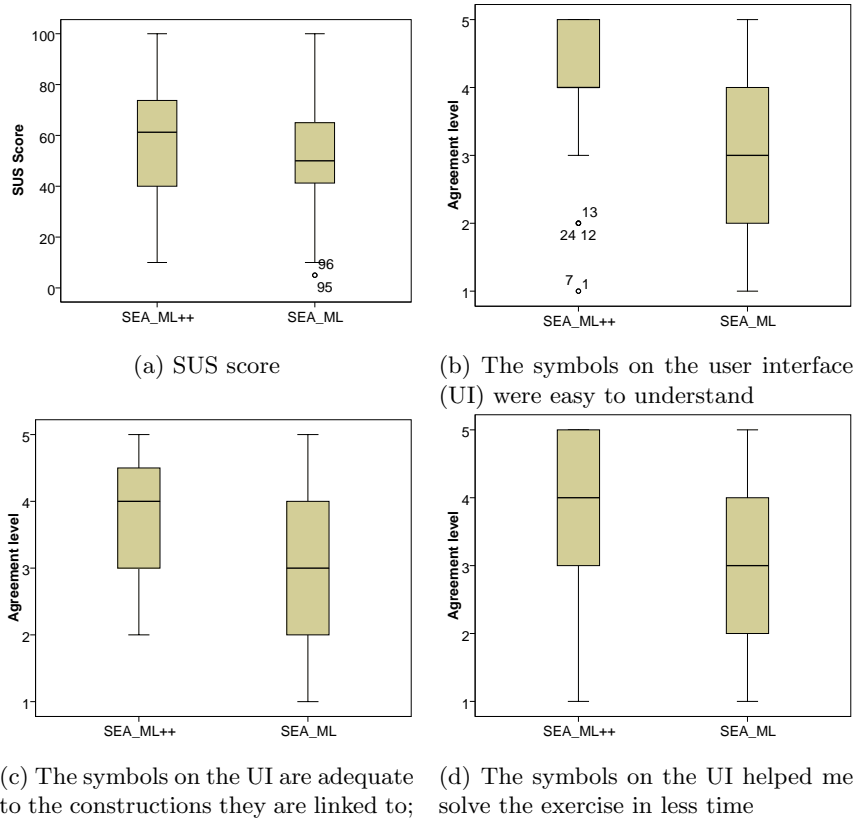 100
80
60
40
20
0
SUS Score
96
95
SEA_ML++ SEA_ML
(a) SUS score
5
4
3
2
1
Agreement level
13
24 12
7 1
SEA_ML++ SEA_ML
(b) The symbols on the user interface
(UI) were easy to understand
5
4
3
2
1
Agreement level
SEA_ML++ SEA_ML
(c) The symbols on the UI are adequate
to the constructions they are linked to;
5
4
3
2
1
Agreement level
SEA_ML++ SEA_ML
(d) The symbols on the UI helped me
solve the exercise in less time